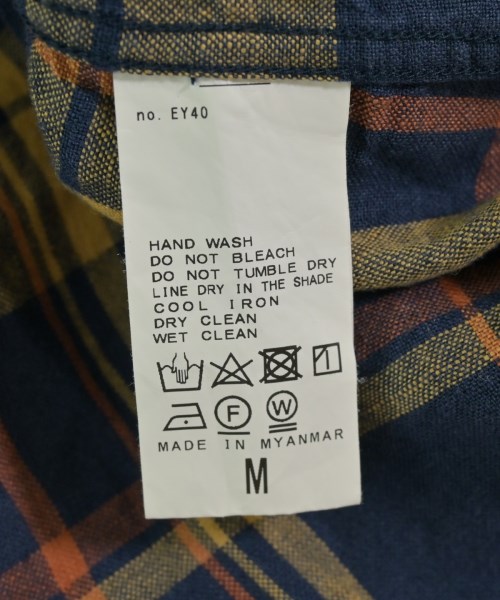 no. EY40
HAND WASH
DO NOT BLEACH
DO NOT TUMBLE DRY
LINE DRY IN THE SHADE
COOL IRON
DRY CLEAN
WET CLEAN
F W
MADE IN MYANMAR
M